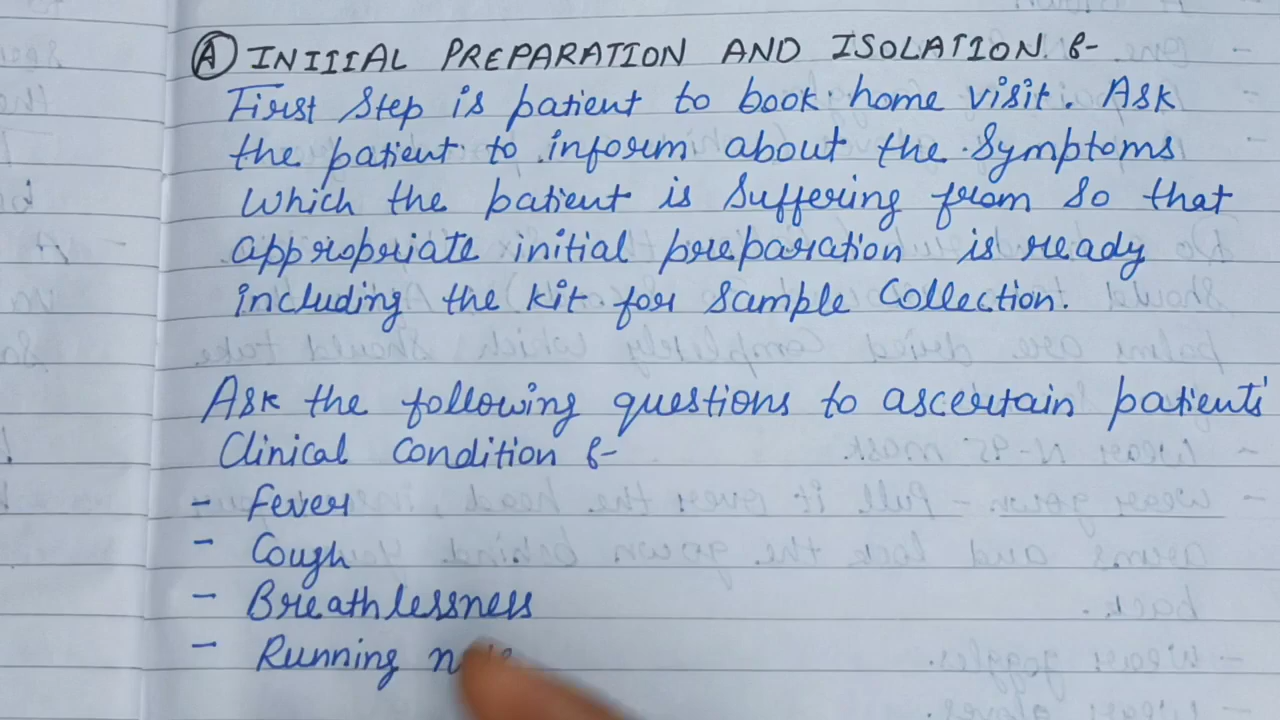 Ⓐ INITIAL PREPARATION AND ISOLATION :-
First Step is patient to book home visit. Ask
the patient to inform about the Symptoms
Which the patient is Suffering from So that
appropriate initial preparation is ready
including the kit for Sample Collection.
Ask the following questions to ascertain patients'
Clinical Condition :-
- Fever
- Cough
- Breathlessness
- Running